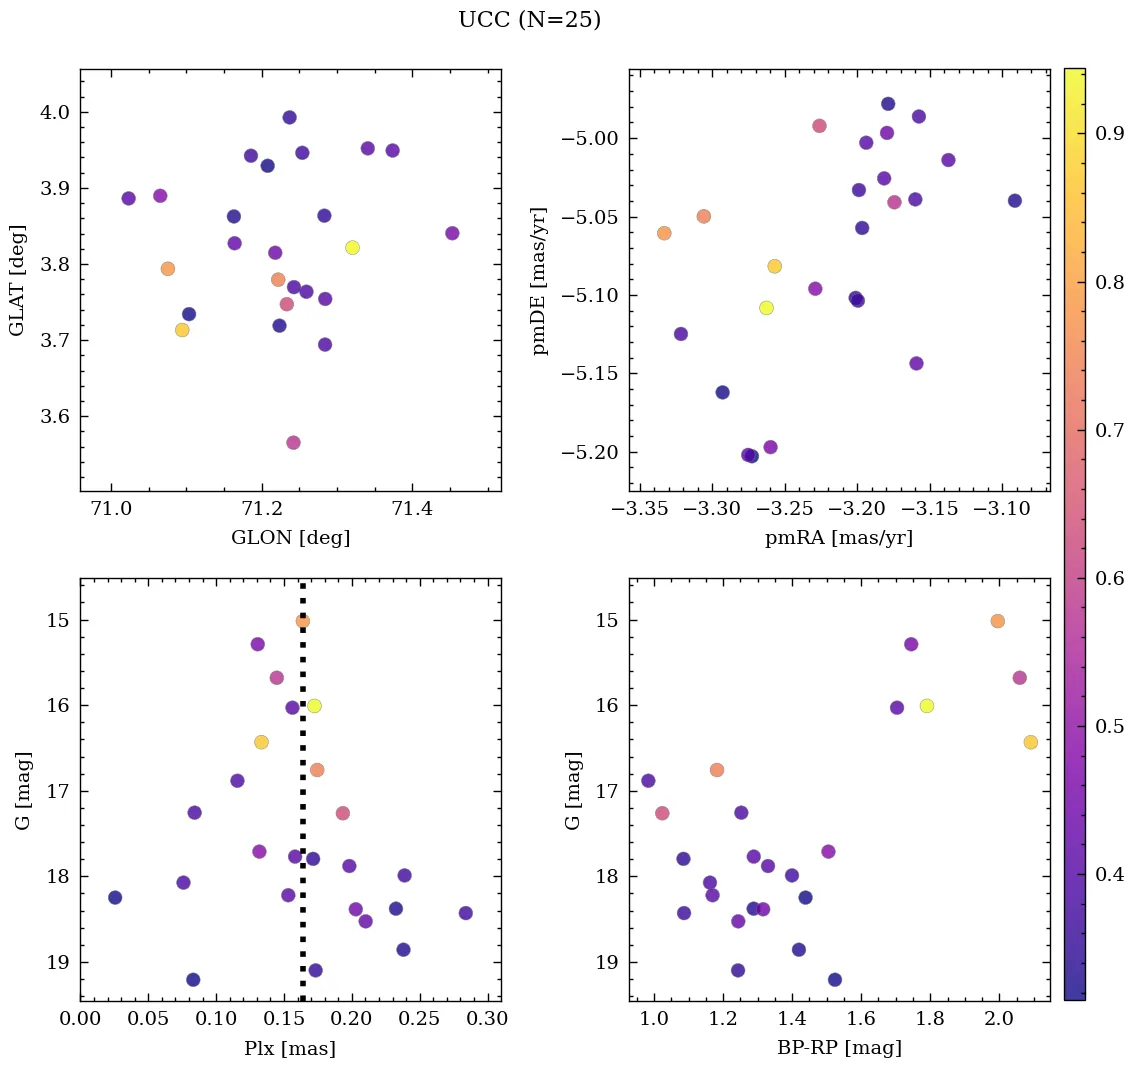 UCC (N=25)
4.0
3.9
3.8
3.7
3.6
GLAT [deg]
71.0 71.2 71.4
GLON [deg]
−5.00
−5.05
−5.10
−5.15
−5.20
pmDE [mas/yr]
−3.35 −3.30 −3.25 −3.20 −3.15 −3.10
pmRA [mas/yr]
0.9
0.8
0.7
0.6
0.5
0.4
15
16
17
18
19
G [mag]
0.00 0.05 0.10 0.15 0.20 0.25 0.30
Plx [mas]
15
16
17
18
19
G [mag]
1.0 1.2 1.4 1.6 1.8 2.0
BP-RP [mag]